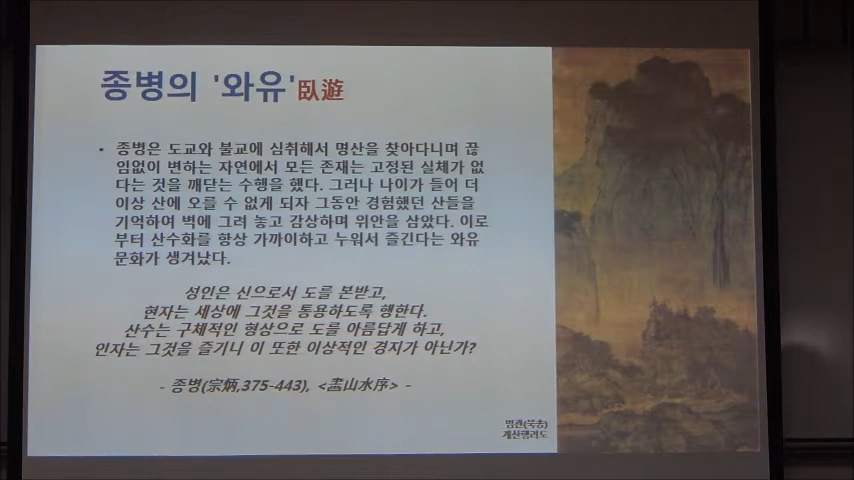 종병의 '와유'臥遊
• 종병은 도교와 불교에 심취해서 명산을 찾아다니며 끊
임없이 변하는 자연에서 모든 존재는 고정된 실체가 없
다는 것을 깨닫는 수행을 했다. 그러나 나이가 들어 더
이상 산에 오를 수 없게 되자 그동안 경험했던 산들을
기억하여 벽에 그려 놓고 감상하며 위안을 삼았다. 이로
부터 산수화를 항상 가까이하고 누워서 즐긴다는 와유
문화가 생겨났다.
성인은 신으로서 도를 본받고,
현자는 세상에 그것을 통용하도록 행한다.
산수는 구체적인 형상으로 도를 아름답게 하고,
인자는 그것을 즐기니 이 또한 이상적인 경지가 아닌가?
- 종병(宗炳,375-443), <畵山水序> -
범관(북송)
계산행려도